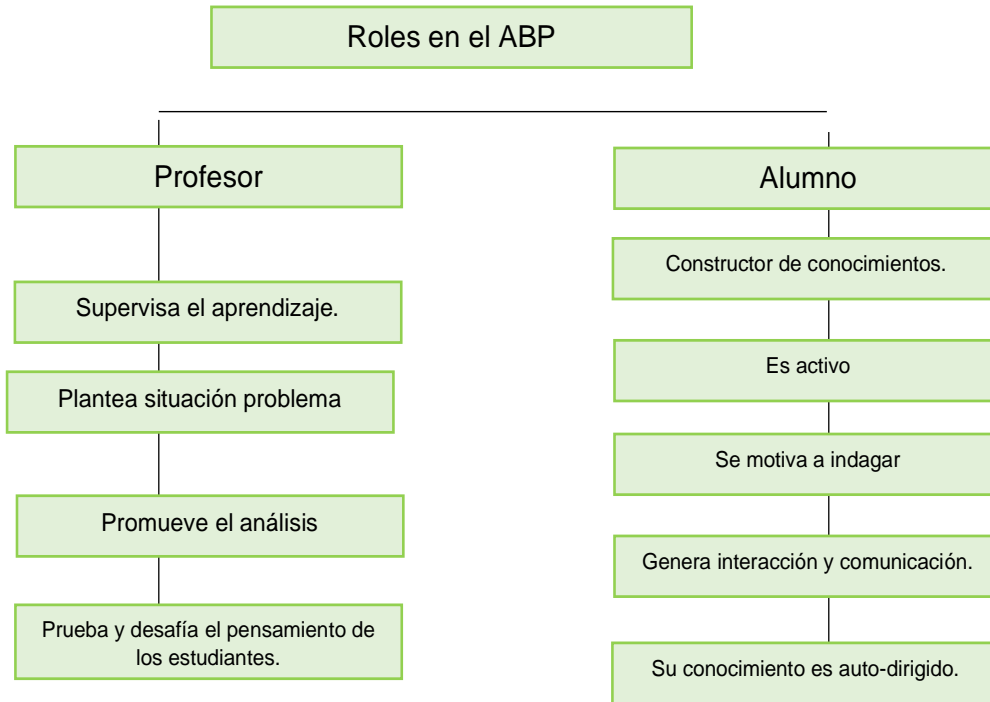 Roles en el ABP
Profesor
Supervisa el aprendizaje.
Plantea situación problema
Promueve el análisis
Prueba y desafía el pensamiento de
los estudiantes.
Alumno
Constructor de conocimientos.
Es activo
Se motiva a indagar
Genera interacción y comunicación.
Su conocimiento es auto-dirigido.